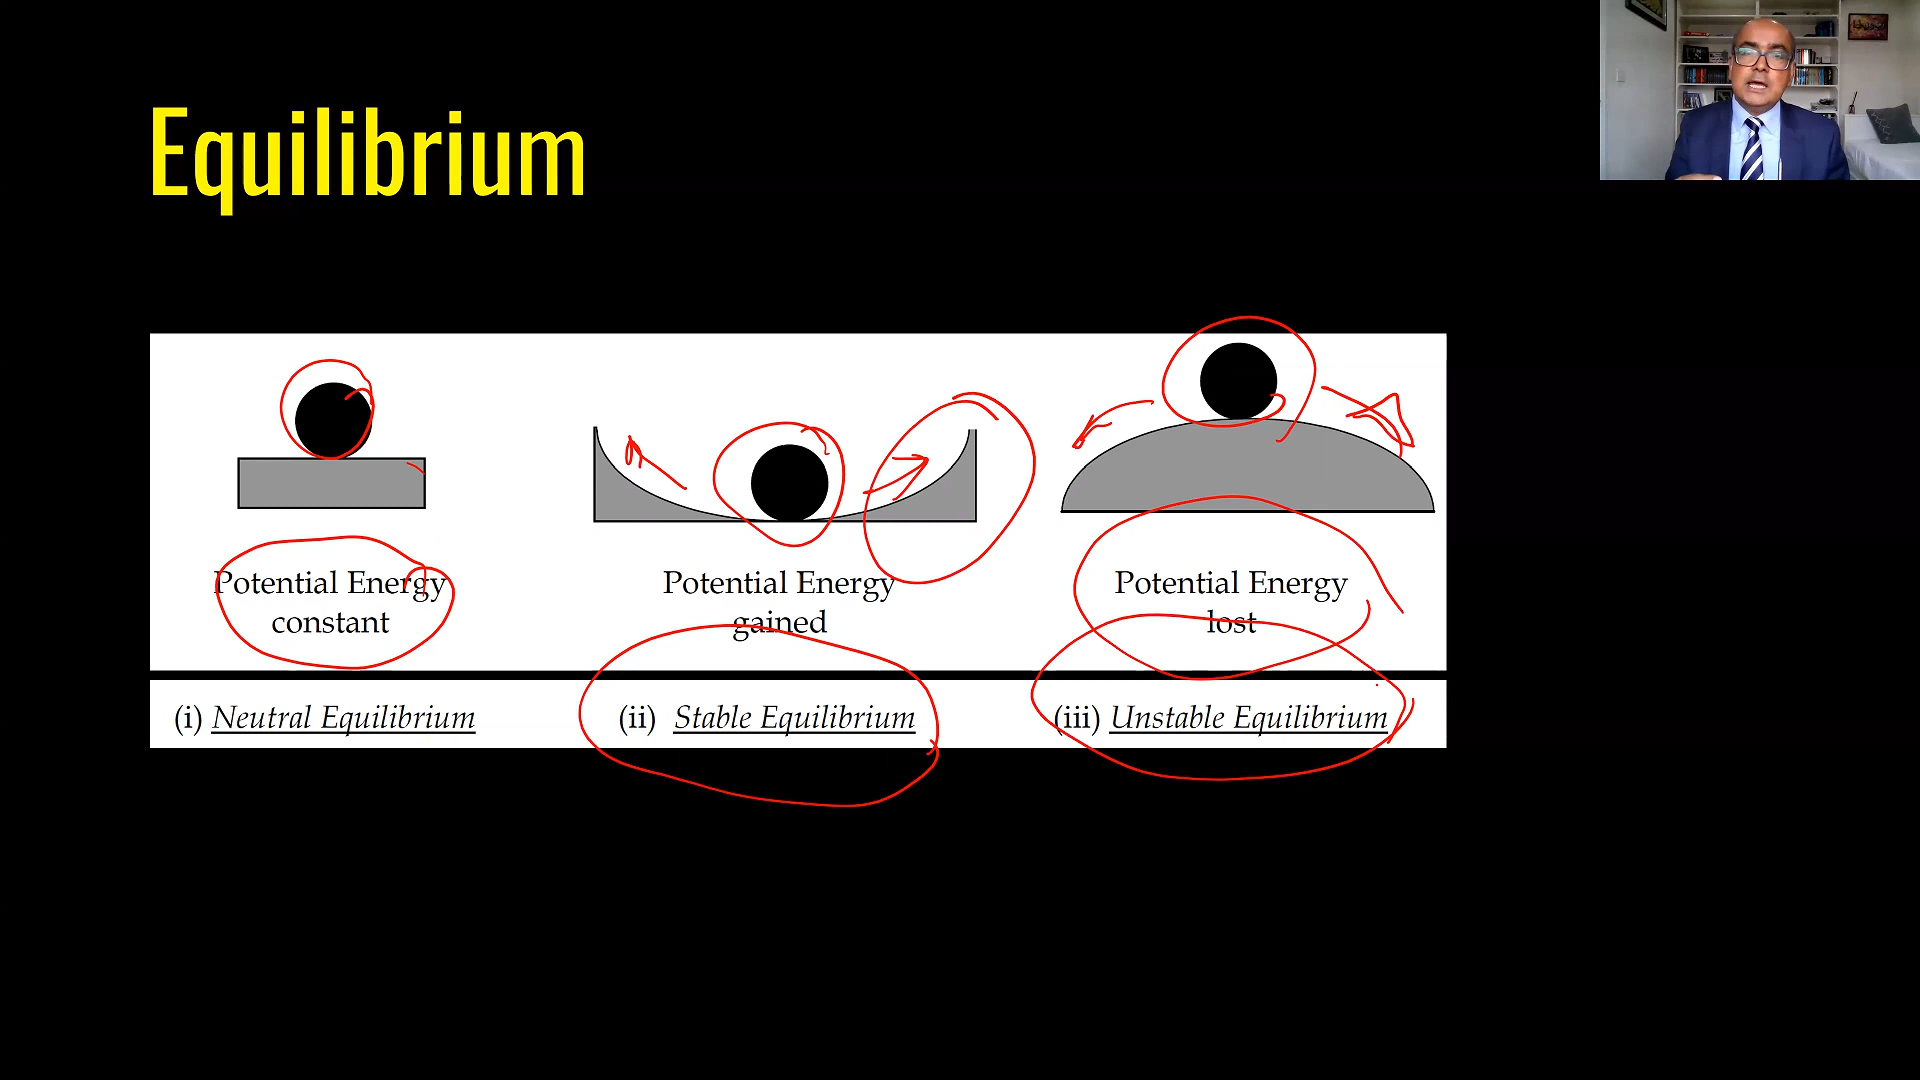 Equilibrium
Potential Energy
constant
Potential Energy
gained
Potential Energy
lost
(i) Neutral Equilibrium
(ii) Stable Equilibrium
(iii) Unstable Equilibrium